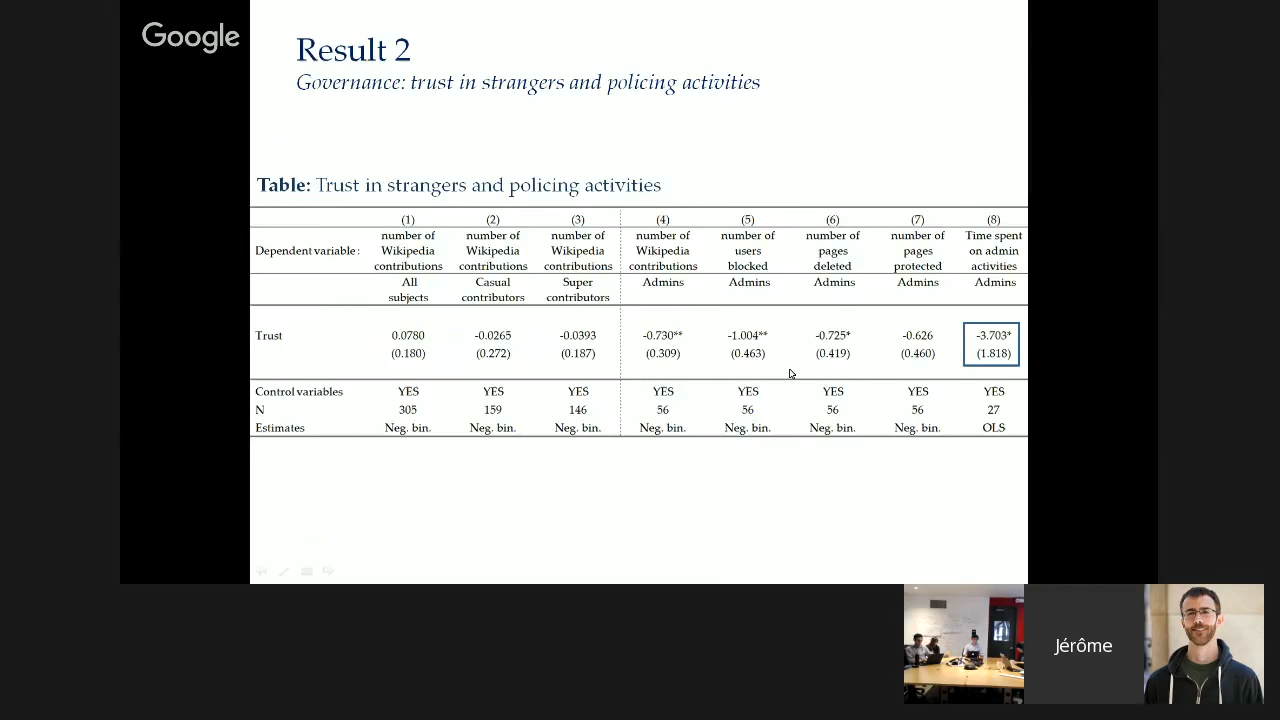 Google
Result 2
Governance: trust in strangers and policing activities
Table: Trust in strangers and policing activities
(1) (2) (3) (4) (5) (6) (7) (8)
number of number of number of number of number of number of number of Time spent
Dependent variable: Wikipedia Wikipedia Wikipedia Wikipedia users pages pages on admin
contributions contributions contributions contributions blocked deleted protected activities
All Casual Super Admins Admins Admins Admins Admins
subjects contributors contributors
Trust 0.0780 -0.0265 -0.0393 -0.730** -1.004** -0.725* -0.626 -3.703*
(0.180) (0.272) (0.187) (0.309) (0.463) (0.419) (0.460) (1.818)
Control variables YES YES YES YES YES YES YES YES
N 305 159 146 56 56 56 56 27
Estimates Neg. bin. Neg. bin. Neg. bin. Neg. bin. Neg. bin. Neg. bin. Neg. bin. OLS
Jérôme